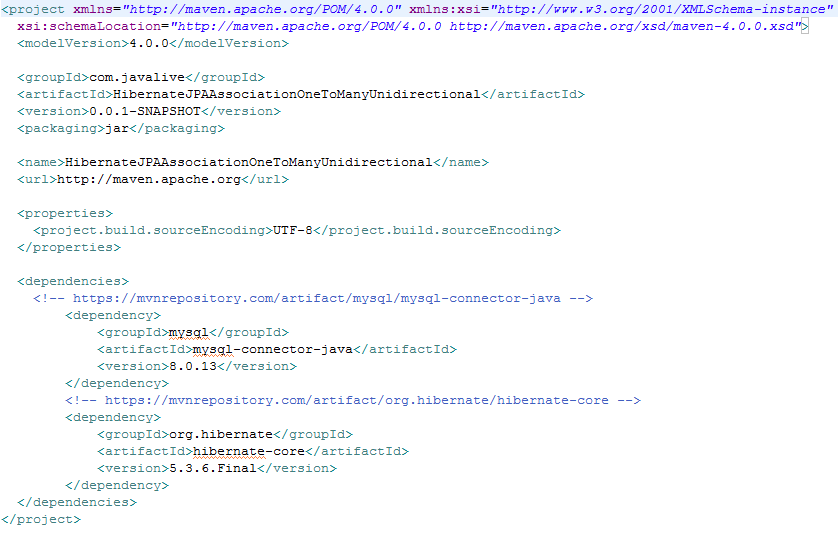 <project xmlns="http://maven.apache.org/POM/4.0.0" xmlns:xsi="http://www.w3.org/2001/XMLSchema-instance"
xsi:schemaLocation="http://maven.apache.org/POM/4.0.0 http://maven.apache.org/xsd/maven-4.0.0.xsd">
<modelVersion>4.0.0</modelVersion>
<groupId>com.javalive</groupId>
<artifactId>HibernateJPAAssociationOneToManyUnidirectional</artifactId>
<version>0.0.1-SNAPSHOT</version>
<packaging>jar</packaging>
<name>HibernateJPAAssociationOneToManyUnidirectional</name>
<url>http://maven.apache.org</url>
<properties>
<project.build.sourceEncoding>UTF-8</project.build.sourceEncoding>
</properties>
<dependencies>
<!-- https://mvnrepository.com/artifact/mysql/mysql-connector-java -->
<dependency>
<groupId>mysql</groupId>
<artifactId>mysql-connector-java</artifactId>
<version>8.0.13</version>
</dependency>
<!-- https://mvnrepository.com/artifact/org.hibernate/hibernate-core -->
<dependency>
<groupId>org.hibernate</groupId>
<artifactId>hibernate-core</artifactId>
<version>5.3.6.Final</version>
</dependency>
</dependencies>
</project>